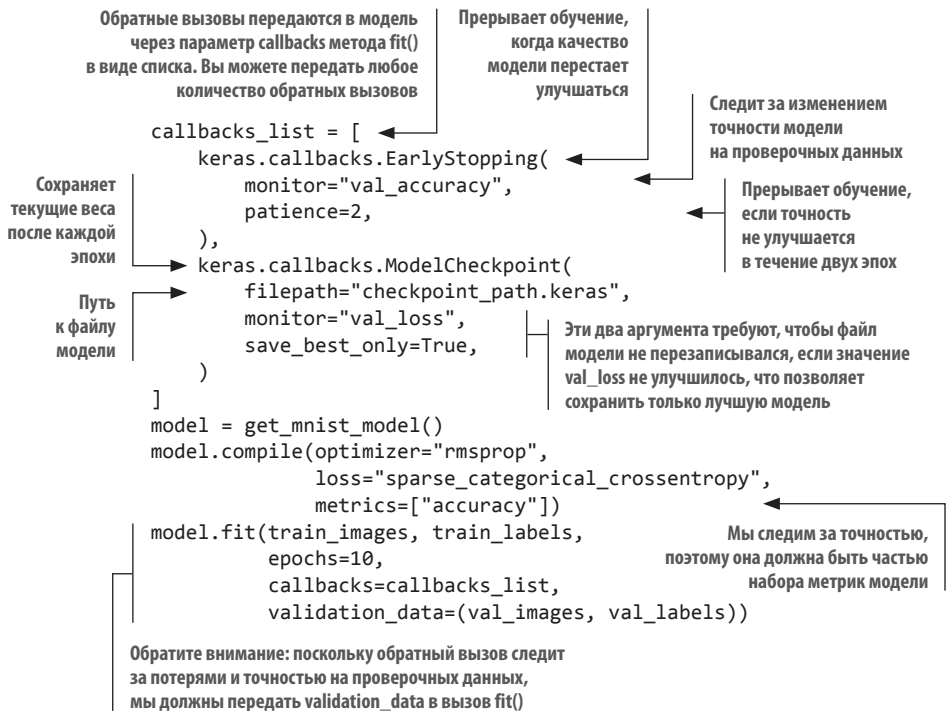 Обратные вызовы передаются в модель
через параметр callbacks метода fit()
в виде списка. Вы можете передать любое
количество обратных вызовов
Прерывает обучение,
когда качество
модели перестает
улучшаться
Следит за изменением
точности модели
на проверочных данных
Прерывает обучение,
если точность
не улучшается
в течение двух эпох
Сохраняет
текущие веса
после каждой
эпохи
Путь
к файлу
модели
callbacks_list = [
    keras.callbacks.EarlyStopping(
        monitor="val_accuracy",
        patience=2,
    ),
    keras.callbacks.ModelCheckpoint(
        filepath="checkpoint_path.keras",
        monitor="val_loss",
        save_best_only=True,
    )
]
Эти два аргумента требуют, чтобы файл
модели не перезаписывался, если значение
val_loss не улучшилось, что позволяет
сохранить только лучшую модель
model = get_mnist_model()
model.compile(optimizer="rmsprop",
              loss="sparse_categorical_crossentropy",
              metrics=["accuracy"])
model.fit(train_images, train_labels,
          epochs=10,
          callbacks=callbacks_list,
          validation_data=(val_images, val_labels))
Мы следим за точностью,
поэтому она должна быть частью
набора метрик модели
Обратите внимание: поскольку обратный вызов следит
за потерями и точностью на проверочных данных,
мы должны передать validation_data в вызов fit()